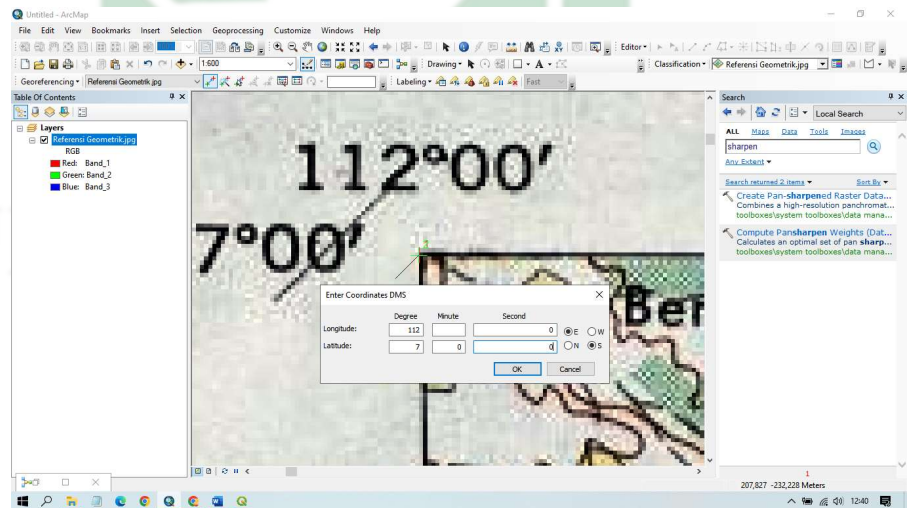 Untitled - ArcMap
File Edit View Bookmarks Insert Selection Geoprocessing Customize Windows Help
Editor
1:600
Drawing
A
Classification
Referensi Geometrik.jpg
Georeferencing
Referensi Geometrik.jpg
Labeling
Fast
Table Of Contents
Layers
Referensi Geometrik.jpg
RGB
Red: Band_1
Green: Band_2
Blue: Band_3
112°00'
7°00'
1
Ber
Enter Coordinates DMS
Degree Minute Second
Longitude: 112 0 E W
Latitude: 7 0 0 N S
OK Cancel
Search
Local Search
ALL Maps Data Tools Images
sharpen
Any Extent
Search returned 2 items Sort By
Create Pan-sharpened Raster Data...
Combines a high-resolution panchromat...
toolboxes\system toolboxes\data mana...
Compute Pansharpen Weights (Dat...
Calculates an optimal set of pan sharp...
toolboxes\system toolboxes\data mana...
1
207,827 -232,228 Meters
12:40